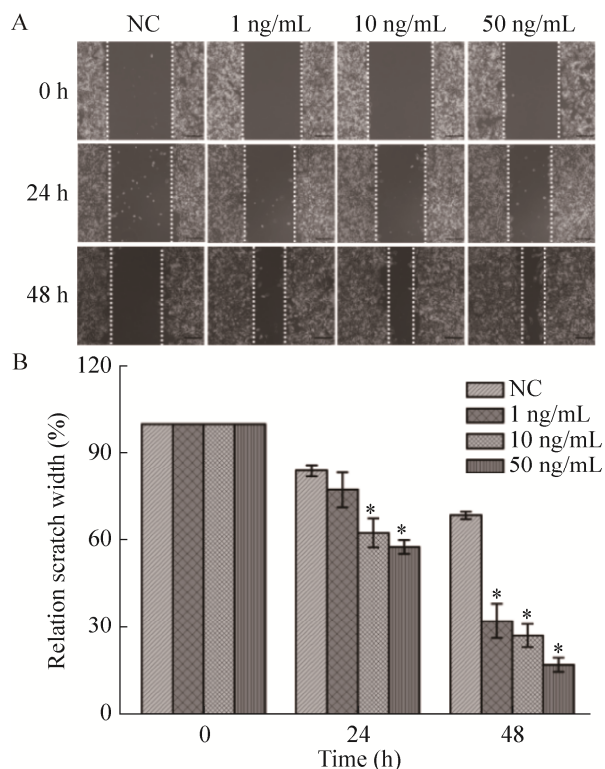 A
NC 1 ng/mL 10 ng/mL 50 ng/mL
0 h
24 h
48 h
B
120
90
60
30
0
Relation scratch width (%)
NC
1 ng/mL
10 ng/mL
50 ng/mL
* *
* * *
0 24 48
Time (h)